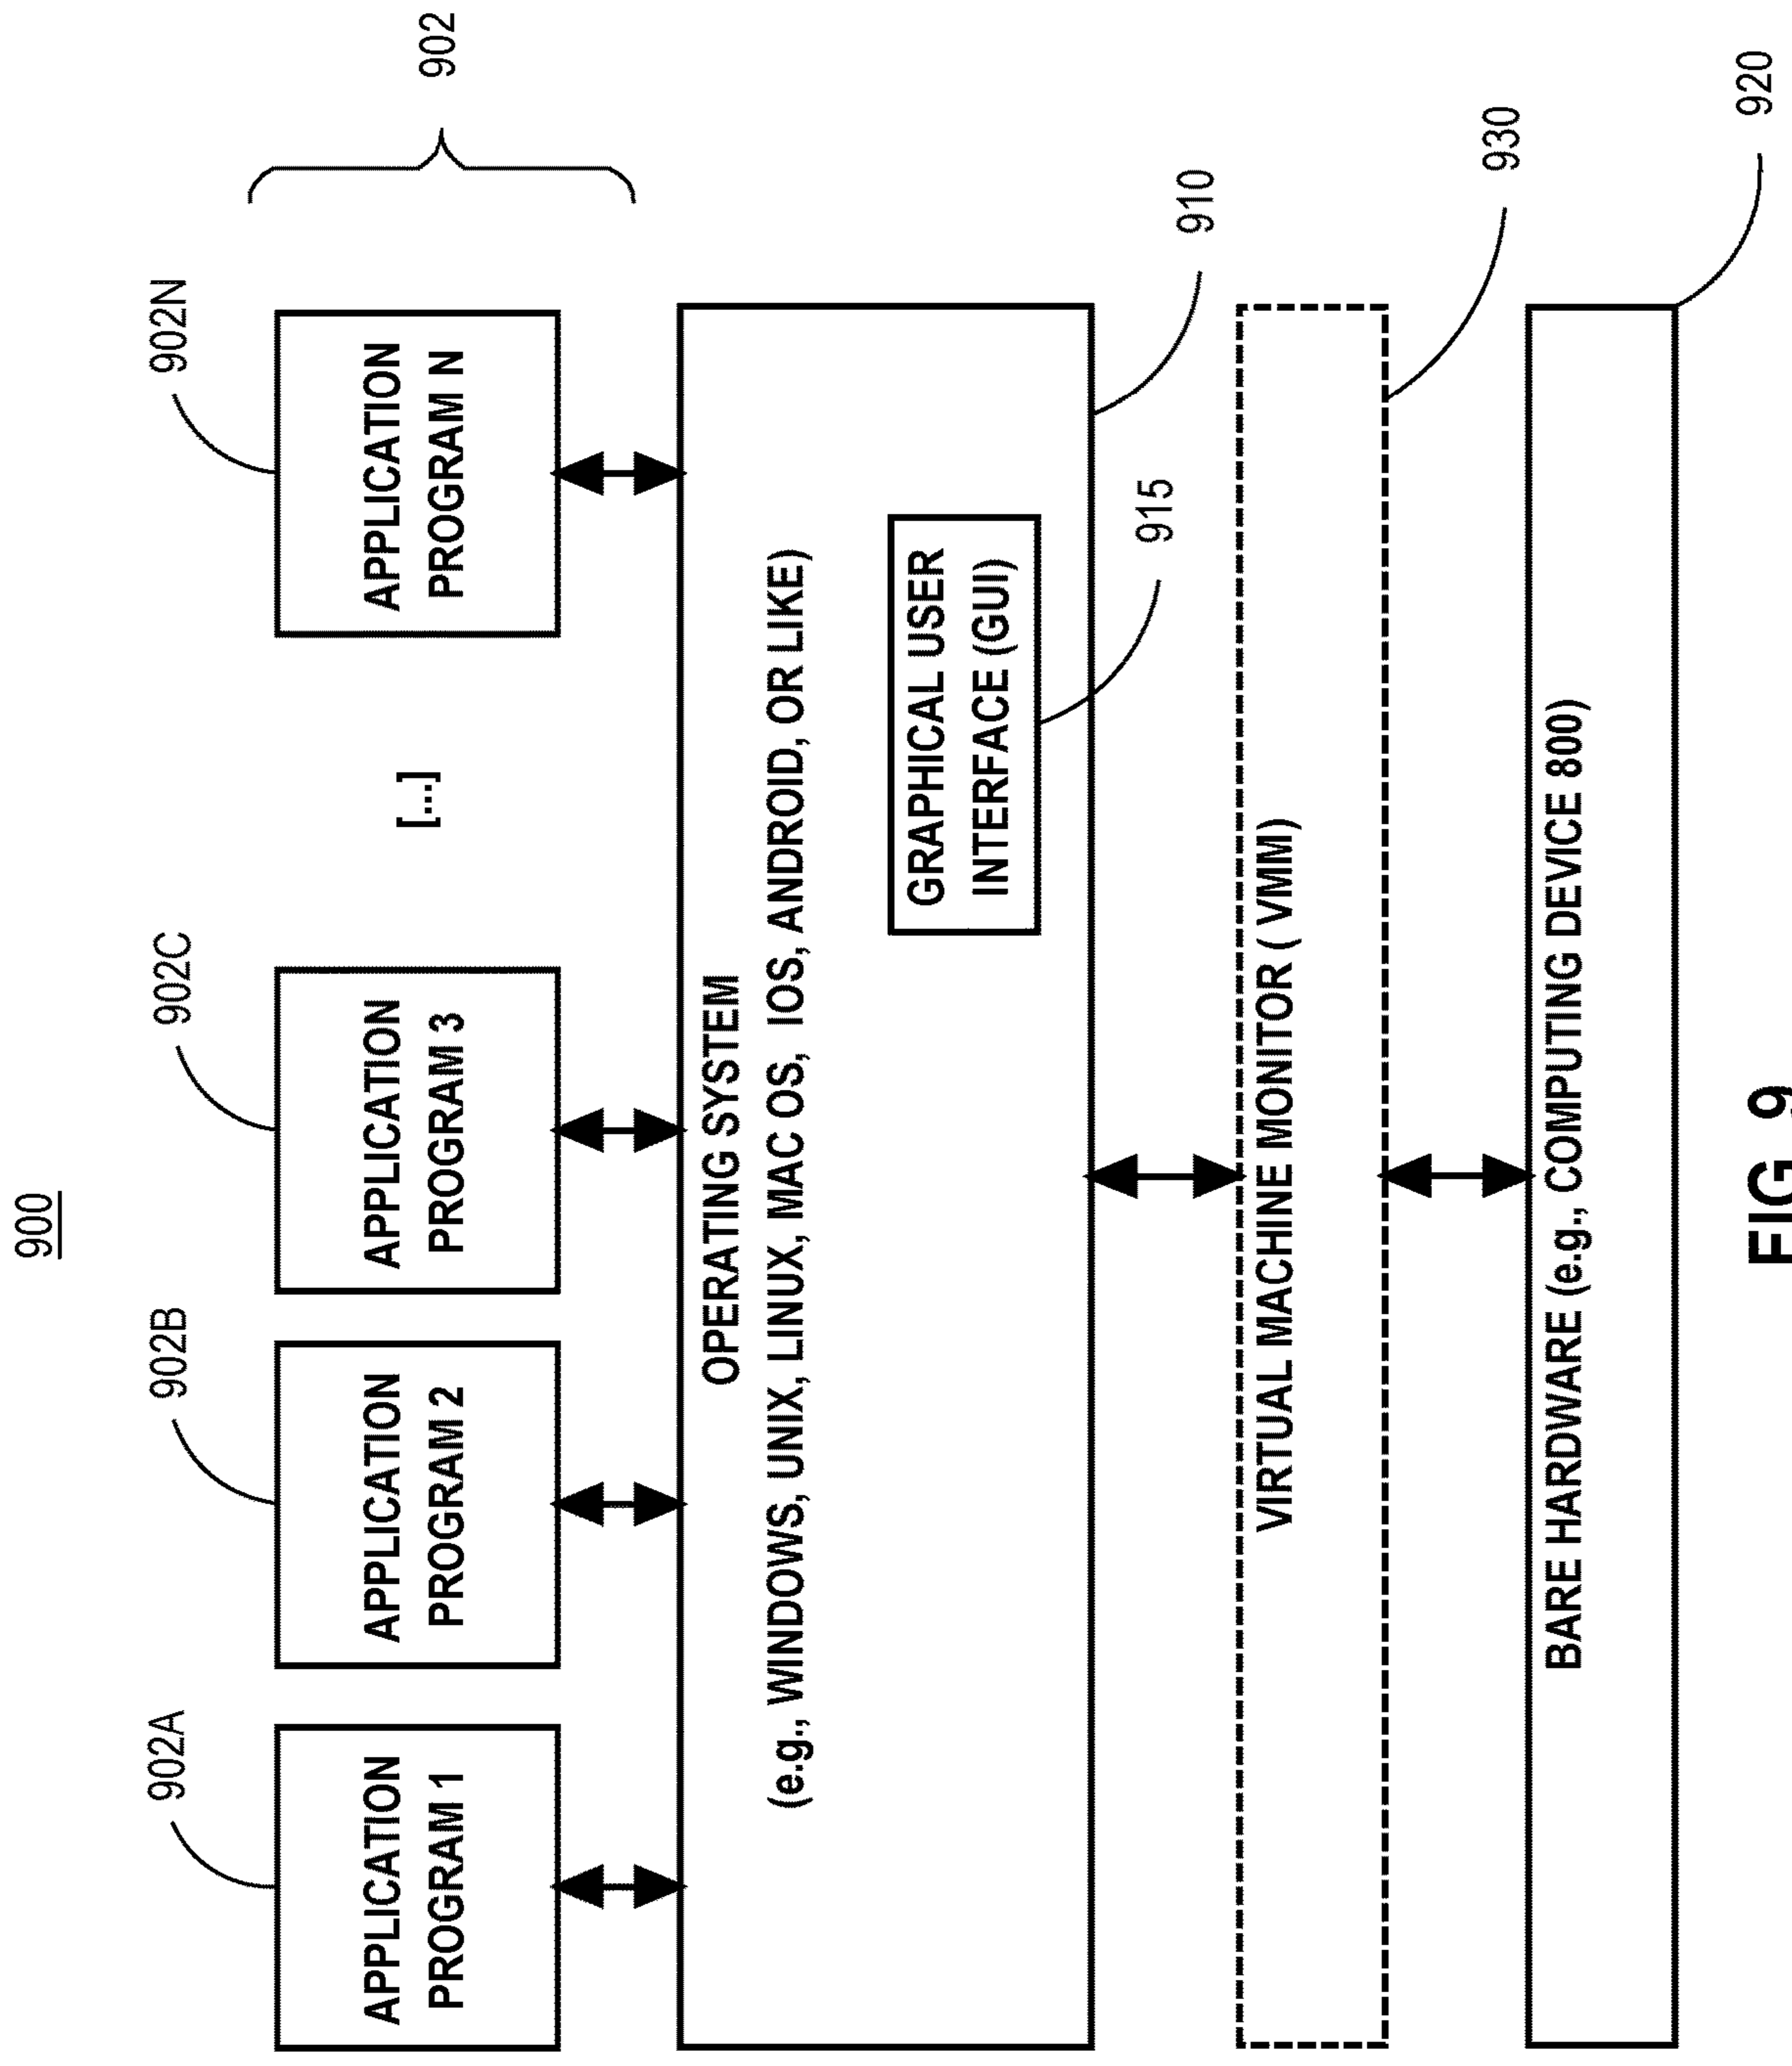 900
902
902A
902B
902C
902N
APPLICATION
PROGRAM 1
APPLICATION
PROGRAM 2
APPLICATION
PROGRAM 3
[...]
APPLICATION
PROGRAM N
OPERATING SYSTEM
(e.g., WINDOWS, UNIX, LINUX, MAC OS, IOS, ANDROID, OR LIKE)
GRAPHICAL USER
INTERFACE (GUI)
910
915
VIRTUAL MACHINE MONITOR ( VMM)
930
BARE HARDWARE (e.g., COMPUTING DEVICE 800)
920
FIG. 9